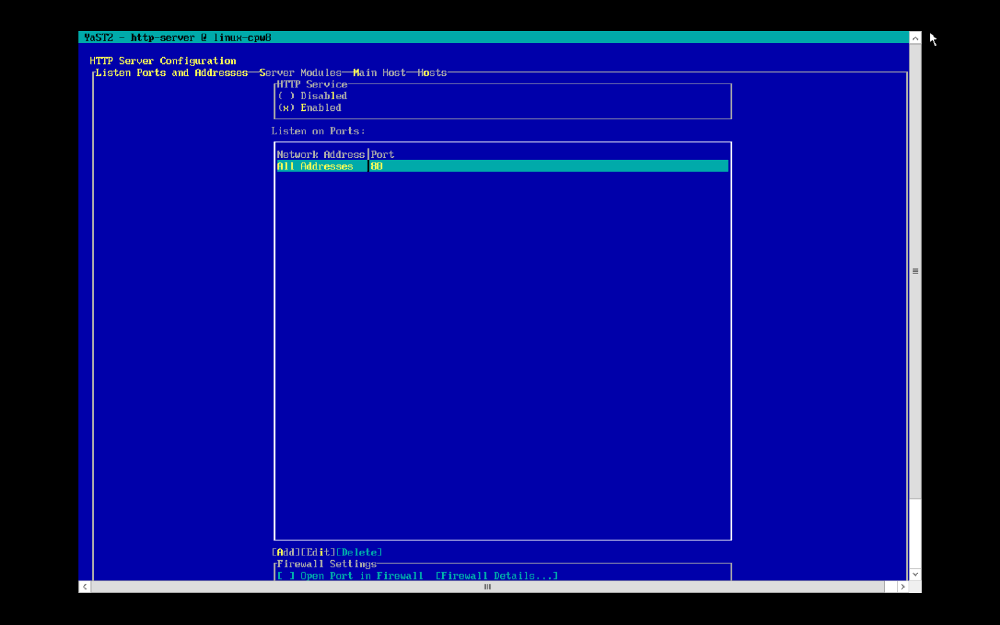 YaST2 - http-server @ linux-cpw8
HTTP Server Configuration
Listen Ports and Addresses Server Modules Main Host Hosts
HTTP Service
( ) Disabled
(x) Enabled
Listen on Ports:
Network Address|Port
All Addresses |80
[Add][Edit][Delete]
Firewall Settings
[ ] Open Port in Firewall [Firewall Details...]